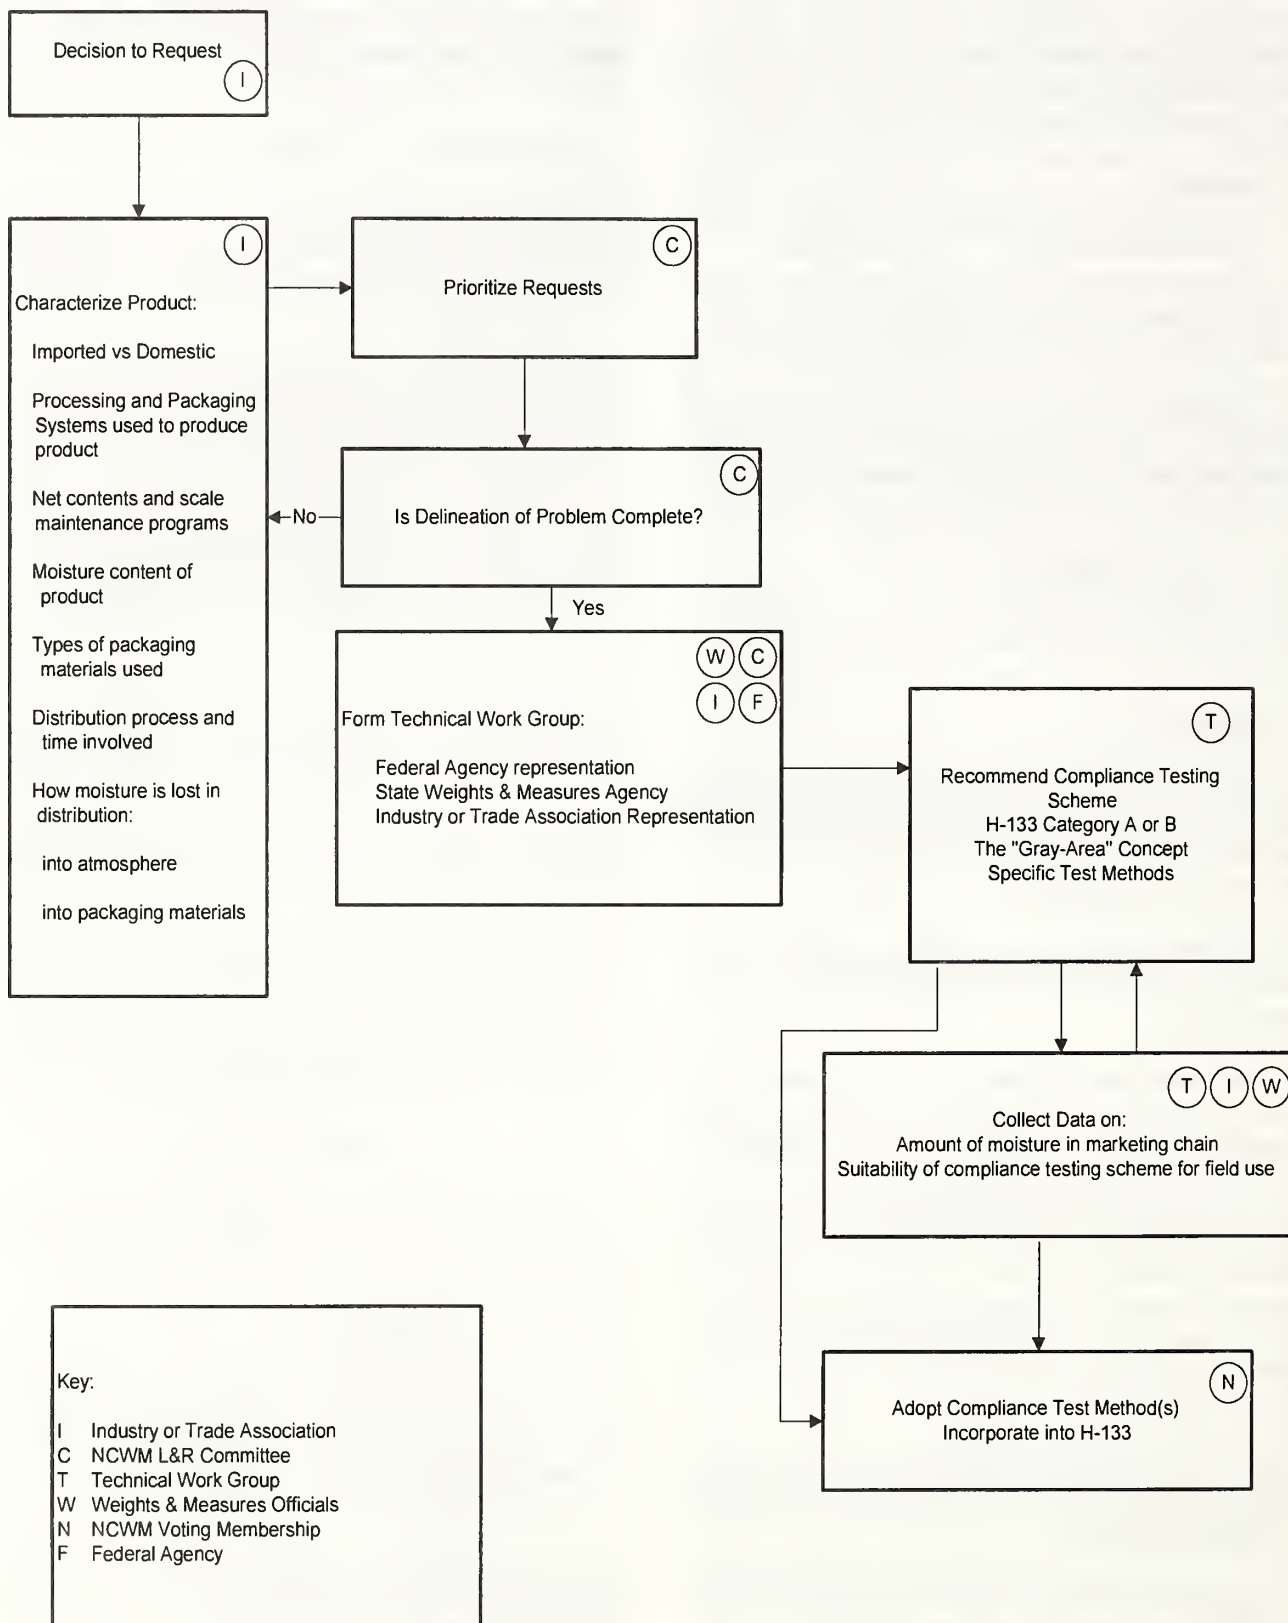 Decision to Request
I
I
Characterize Product:
Imported vs Domestic
Processing and Packaging
Systems used to produce
product
Net contents and scale
maintenance programs
Moisture content of
product
Types of packaging
materials used
Distribution process and
time involved
How moisture is lost in
distribution:
into atmosphere
into packaging materials
C
Prioritize Requests
C
Is Delineation of Problem Complete?
No
Yes
W C
I F
Form Technical Work Group:
Federal Agency representation
State Weights & Measures Agency
Industry or Trade Association Representation
T
Recommend Compliance Testing
Scheme
H-133 Category A or B
The "Gray-Area" Concept
Specific Test Methods
T I W
Collect Data on:
Amount of moisture in marketing chain
Suitability of compliance testing scheme for field use
N
Adopt Compliance Test Method(s)
Incorporate into H-133
Key:
I Industry or Trade Association
C NCWM L&R Committee
T Technical Work Group
W Weights & Measures Officials
N NCWM Voting Membership
F Federal Agency